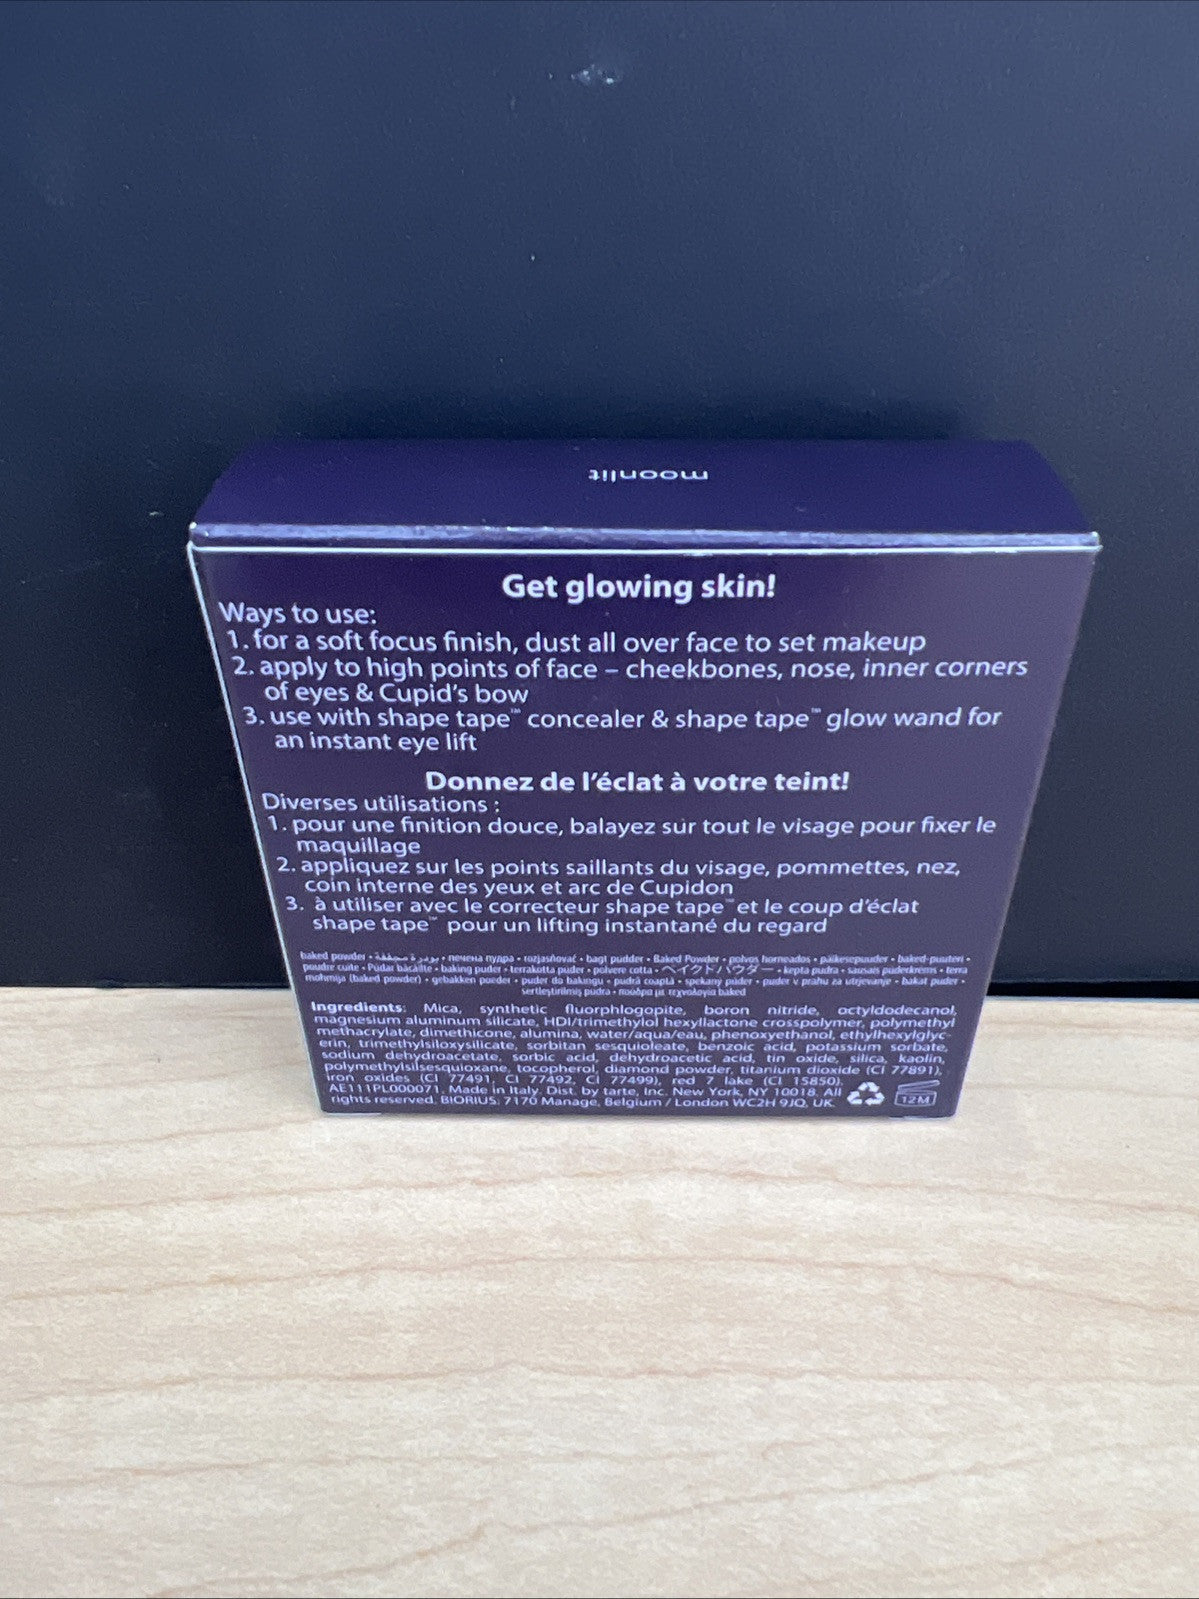 moonlit
Get glowing skin!
Ways to use:
1. for a soft focus finish, dust all over face to set makeup
2. apply to high points of face – cheekbones, nose, inner corners
of eyes & Cupid's bow
3. use with shape tape™ concealer & shape tape™ glow wand for
an instant eye lift
Donnez de l'éclat à votre teint!
Diverses utilisations :
1. pour une finition douce, balayez sur tout le visage pour fixer le
maquillage
2. appliquez sur les points saillants du visage, pommettes, nez,
coin interne des yeux et arc de Cupidon
3. à utiliser avec le correcteur shape tape™ et le coup d'éclat
shape tape™ pour un lifting instantané du regard
baked powder • • печена пудра • rozjasňovač • bagt pudder • Baked Powder • polvos horneados • päikesepuuder • baked-puuteri •
poudre cuite • Púdar bácáilte • baking puder • terrakotta púder • polvere cotta • ベイクドパウダー • kepta pudra • sausais pūderkrēms • terra
mohmija (baked powder) • gebakken poeder • puder do bakingu • pudră coaptă • spekaný púder • puder v prahu za utrjevanje • bakat puder •
sertleştirilmiş pudra • πούδρα με τεχνολογία baked
Ingredients: Mica, synthetic fluorphlogopite, boron nitride, octyldodecanol,
magnesium aluminum silicate, HDI/trimethylol hexyllactone crosspolymer, polymethyl
methacrylate, dimethicone, alumina, water/aqua/eau, phenoxyethanol, ethylhexylglyc-
erin, trimethylsiloxysilicate, sorbitan sesquioleate, benzoic acid, potassium sorbate,
sodium dehydroacetate, sorbic acid, dehydroacetic acid, tin oxide, silica, kaolin,
polymethylsilsesquioxane, tocopherol, diamond powder, titanium dioxide (CI 77891),
iron oxides (CI 77491, CI 77492, CI 77499), red 7 lake (CI 15850).
AE111PL000071. Made in Italy. Dist. by tarte, Inc. New York, NY 10018. All
rights reserved. BIORIUS: 7170 Manage, Belgium / London WC2H 9JQ, UK.
12M